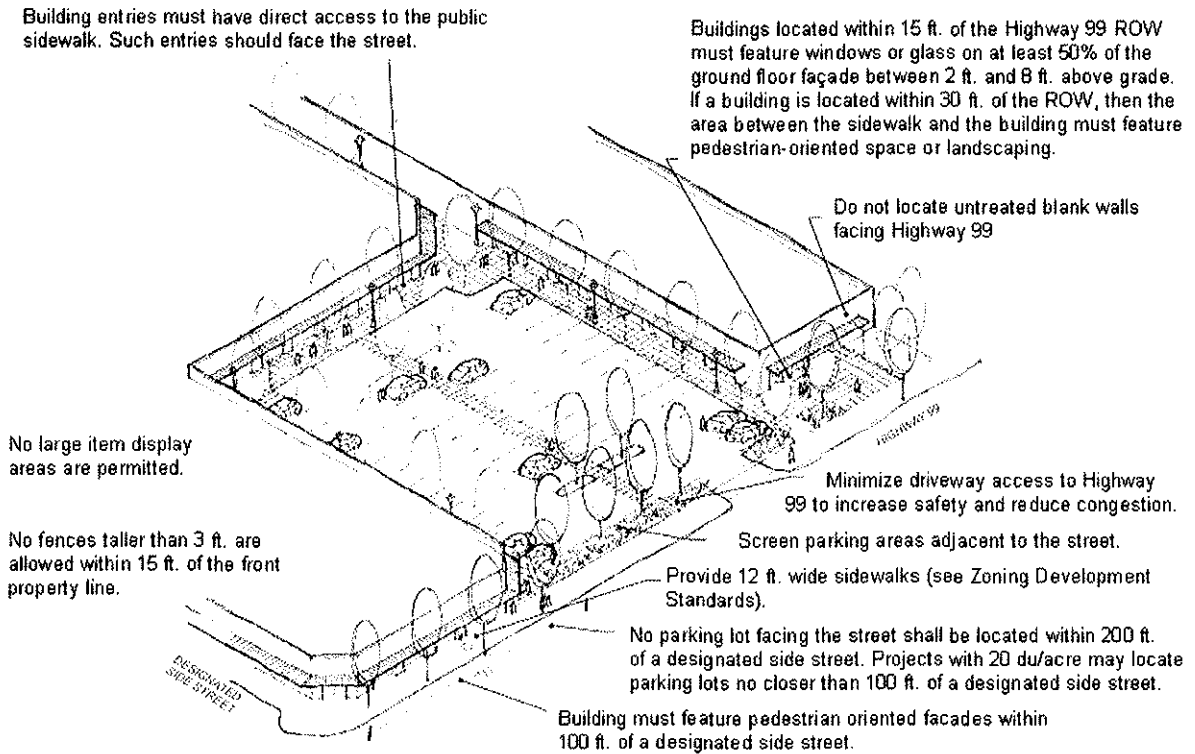 Building entries must have direct access to the public
sidewalk. Such entries should face the street.
Buildings located within 15 ft. of the Highway 99 ROW
must feature windows or glass on at least 50% of the
ground floor façade between 2 ft. and 8 ft. above grade.
If a building is located within 30 ft. of the ROW, then the
area between the sidewalk and the building must feature
pedestrian-oriented space or landscaping.
Do not locate untreated blank walls
facing Highway 99
HIGHWAY 99
No large item display
areas are permitted.
Minimize driveway access to Highway
99 to increase safety and reduce congestion.
No fences taller than 3 ft. are
allowed within 15 ft. of the front
property line.
Screen parking areas adjacent to the street.
Provide 12 ft. wide sidewalks (see Zoning Development
Standards).
No parking lot facing the street shall be located within 200 ft.
of a designated side street. Projects with 20 du/acre may locate
parking lots no closer than 100 ft. of a designated side street.
DESIGNATED
SIDE STREET
Building must feature pedestrian oriented facades within
100 ft. of a designated side street.